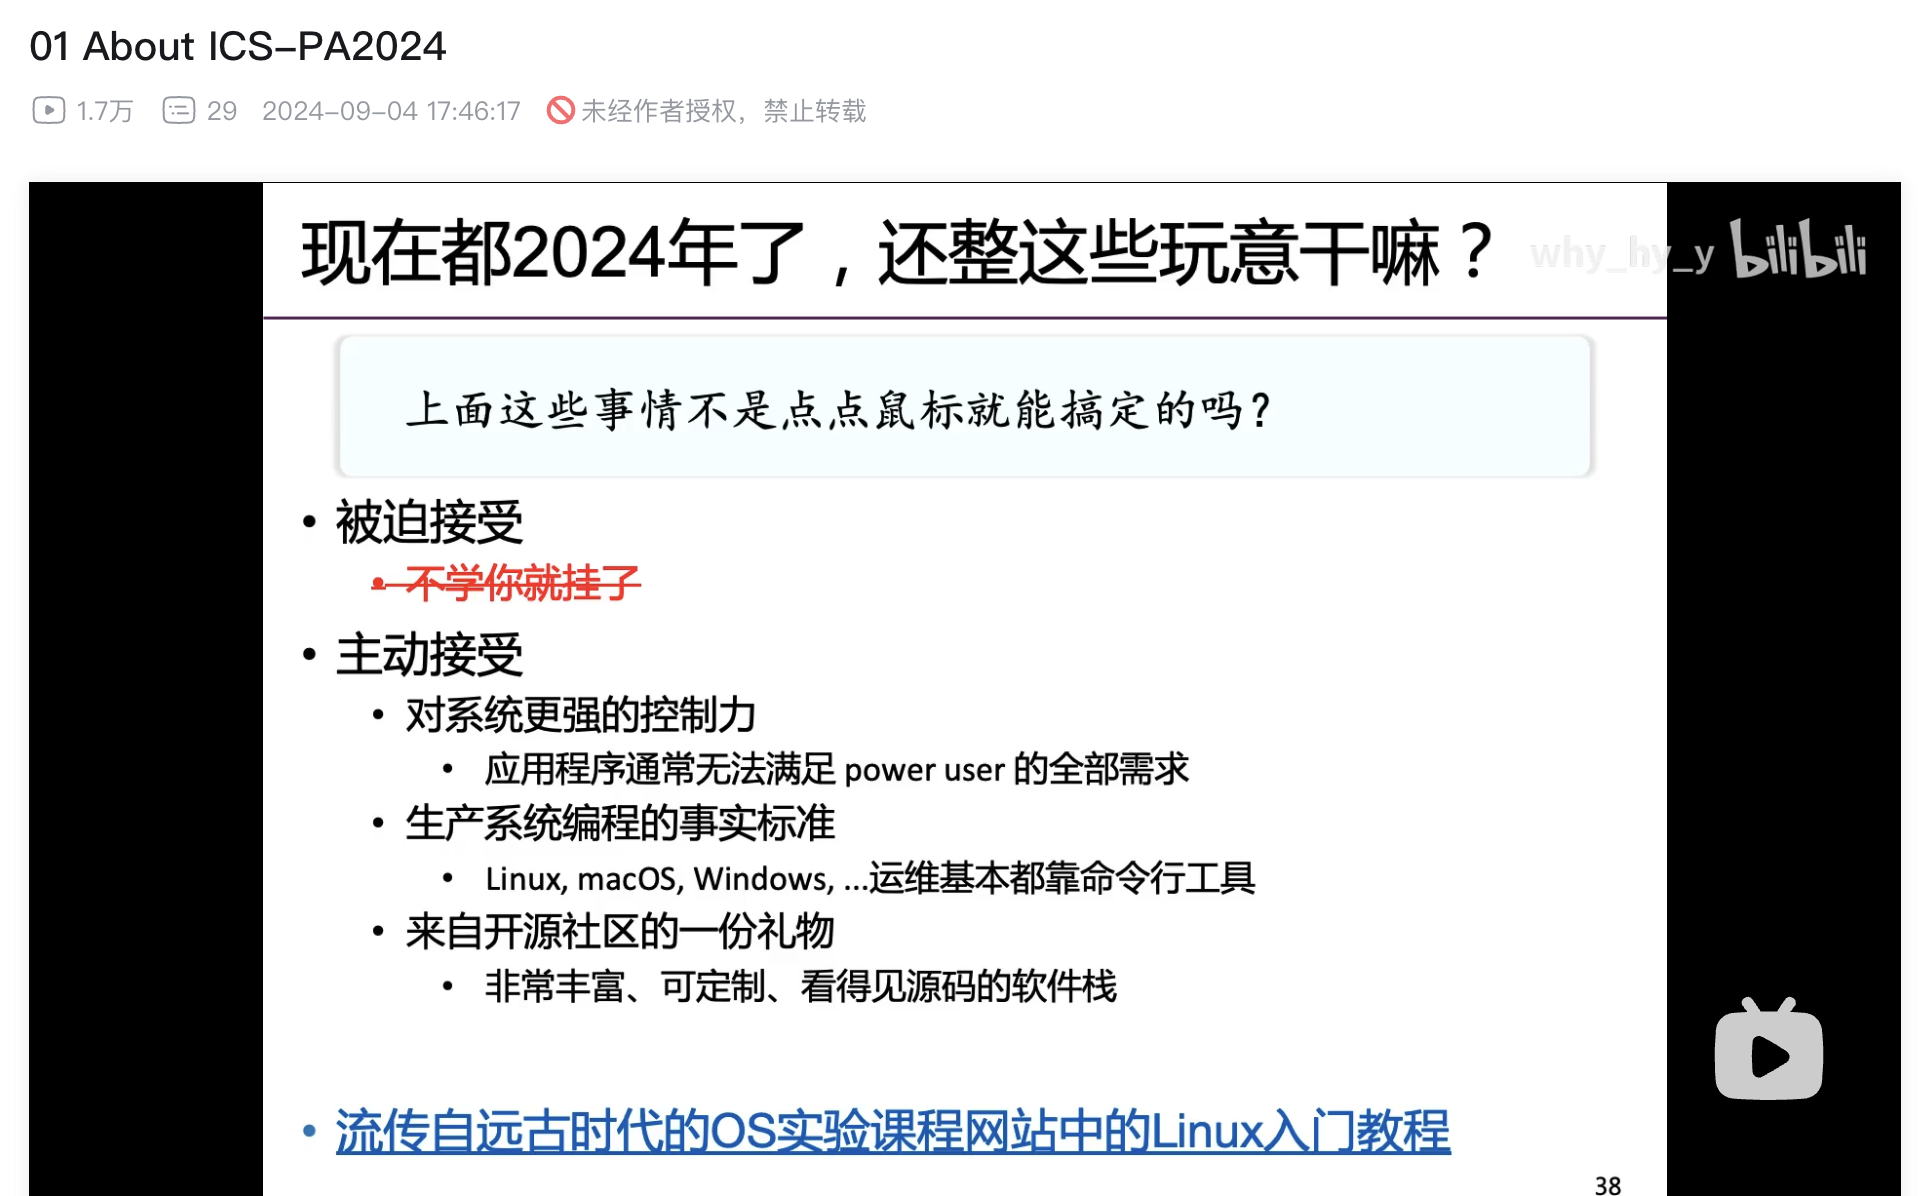 01 About ICS-PA2024
1.7万 29 2024-09-04 17:46:17 未经作者授权，禁止转载
现在都2024年了，还整这些玩意干嘛？
why_hy_y bilibili
上面这些事情不是点点鼠标就能搞定的吗？
• 被迫接受
• 不学你就挂了
• 主动接受
• 对系统更强的控制力
• 应用程序通常无法满足 power user 的全部需求
• 生产系统编程的事实标准
• Linux, macOS, Windows, ...运维基本都靠命令行工具
• 来自开源社区的一份礼物
• 非常丰富、可定制、看得见源码的软件栈
• 流传自远古时代的OS实验课程网站中的Linux入门教程
38